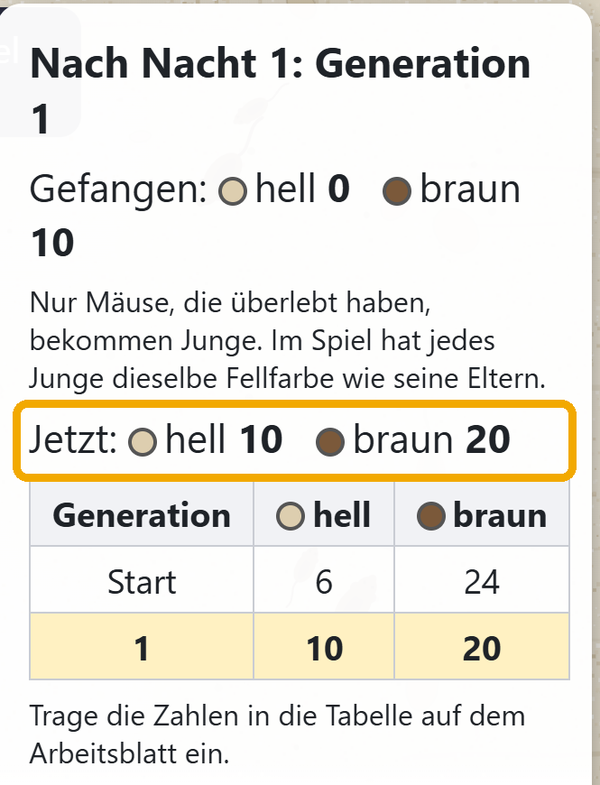 Nach Nacht 1: Generation
1
Gefangen: hell 0 braun
10
Nur Mäuse, die überlebt haben,
bekommen Junge. Im Spiel hat jedes
Junge dieselbe Fellfarbe wie seine Eltern.
Jetzt: hell 10 braun 20
Generation hell braun
Start 6 24
1 10 20
Trage die Zahlen in die Tabelle auf dem
Arbeitsblatt ein.